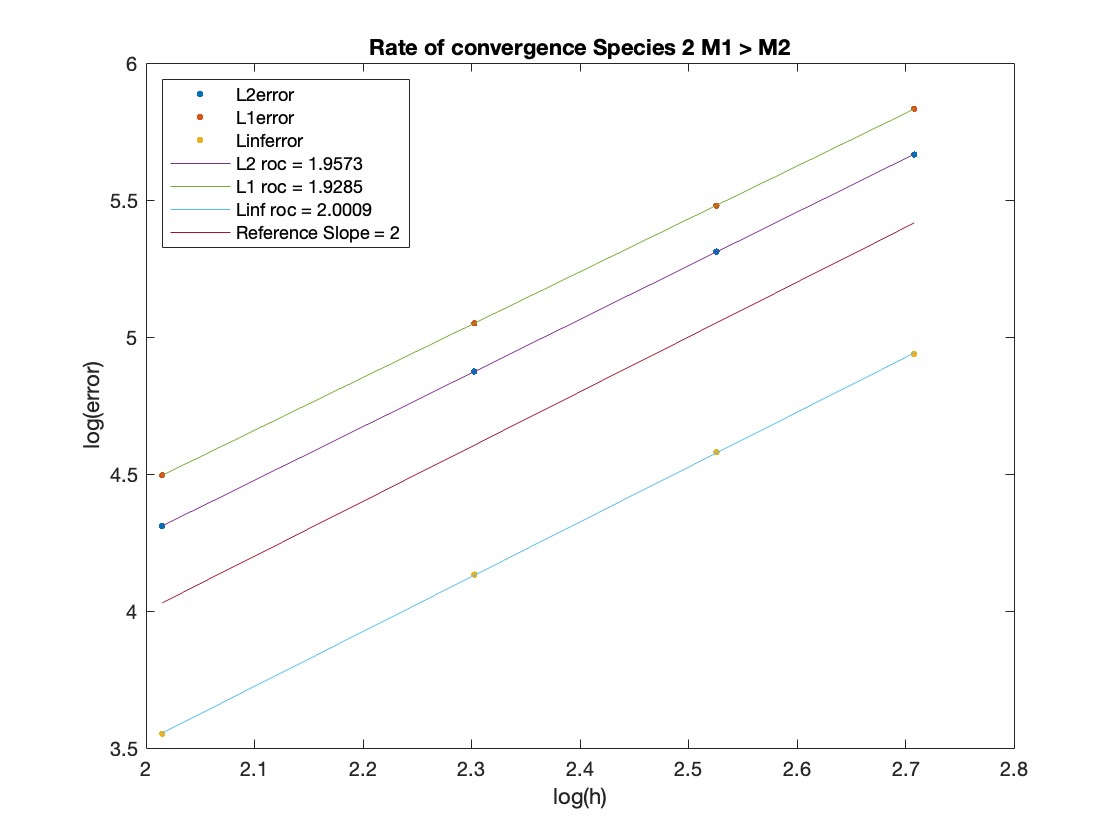 Rate of convergence Species 2 M1 > M2
6
5.5
5
4.5
4
3.5
log(error)
L2error
L1error
Linferror
L2 roc = 1.9573
L1 roc = 1.9285
Linf roc = 2.0009
Reference Slope = 2
2 2.1 2.2 2.3 2.4 2.5 2.6 2.7 2.8
log(h)